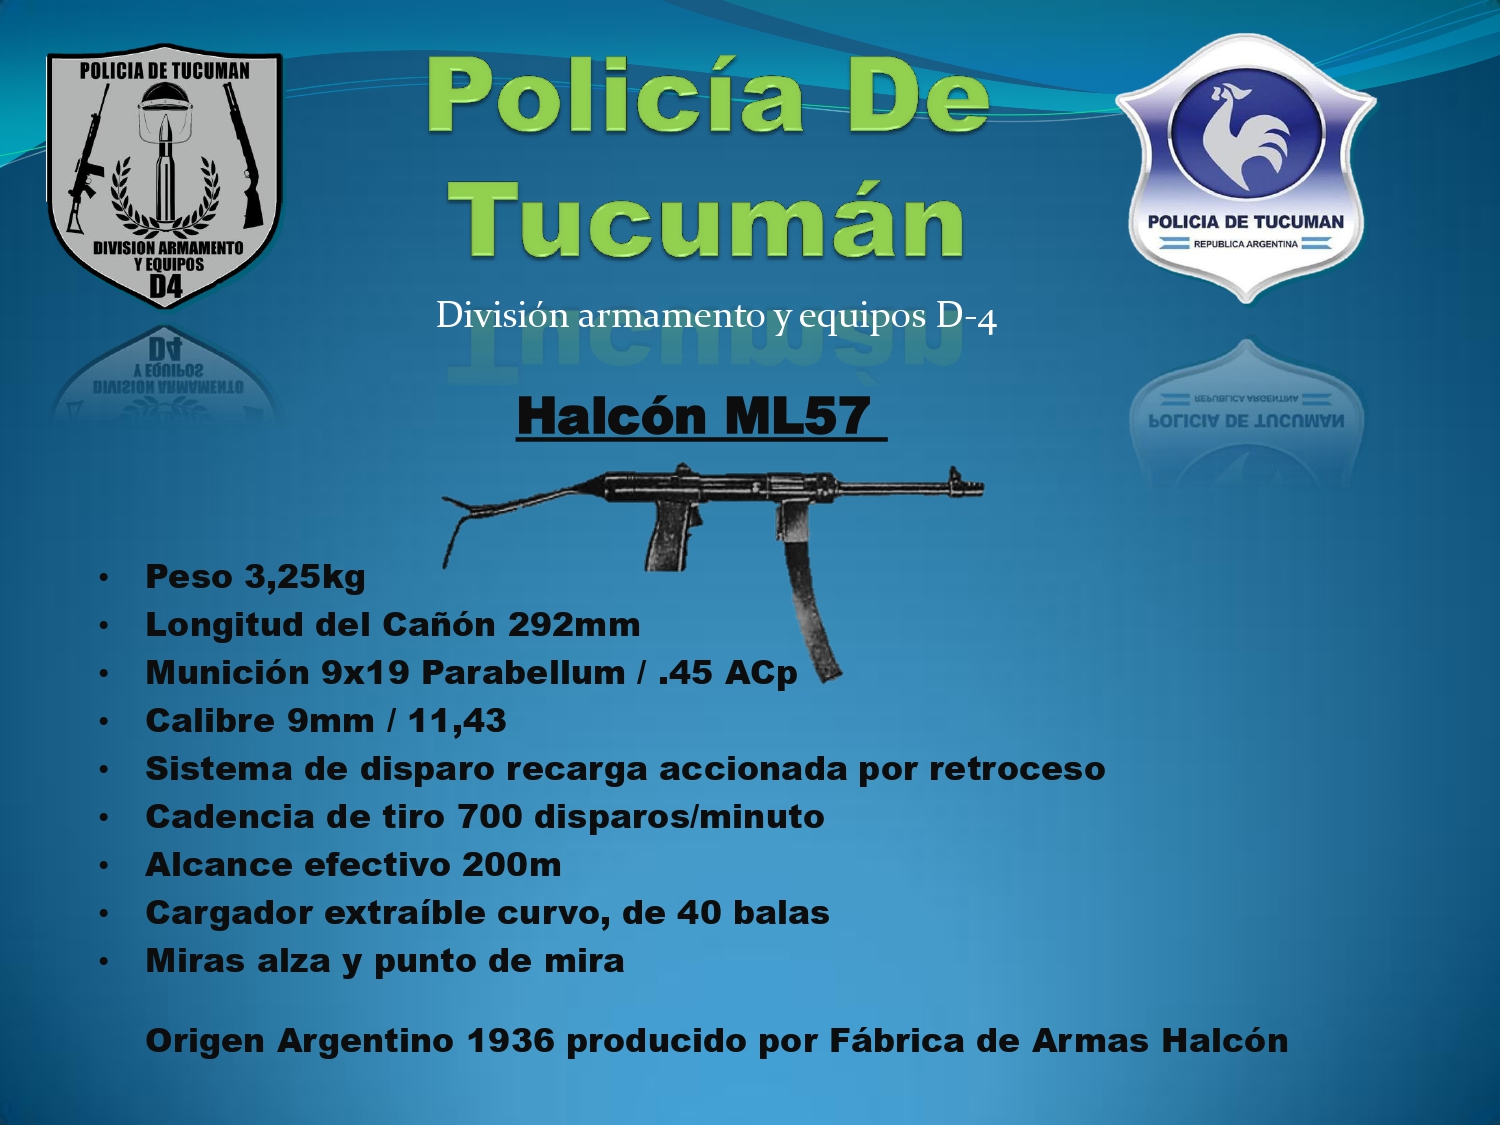 POLICIA DE TUCUMAN
DIVISION ARMAMENTO
Y EQUIPOS
D4
Policía De
Tucumán
POLICIA DE TUCUMAN
REPUBLICA ARGENTINA
División armamento y equipos D-4
Halcón ML57
• Peso 3,25kg
• Longitud del Cañón 292mm
• Munición 9x19 Parabellum / .45 ACp
• Calibre 9mm / 11,43
• Sistema de disparo recarga accionada por retroceso
• Cadencia de tiro 700 disparos/minuto
• Alcance efectivo 200m
• Cargador extraíble curvo, de 40 balas
• Miras alza y punto de mira
Origen Argentino 1936 producido por Fábrica de Armas Halcón